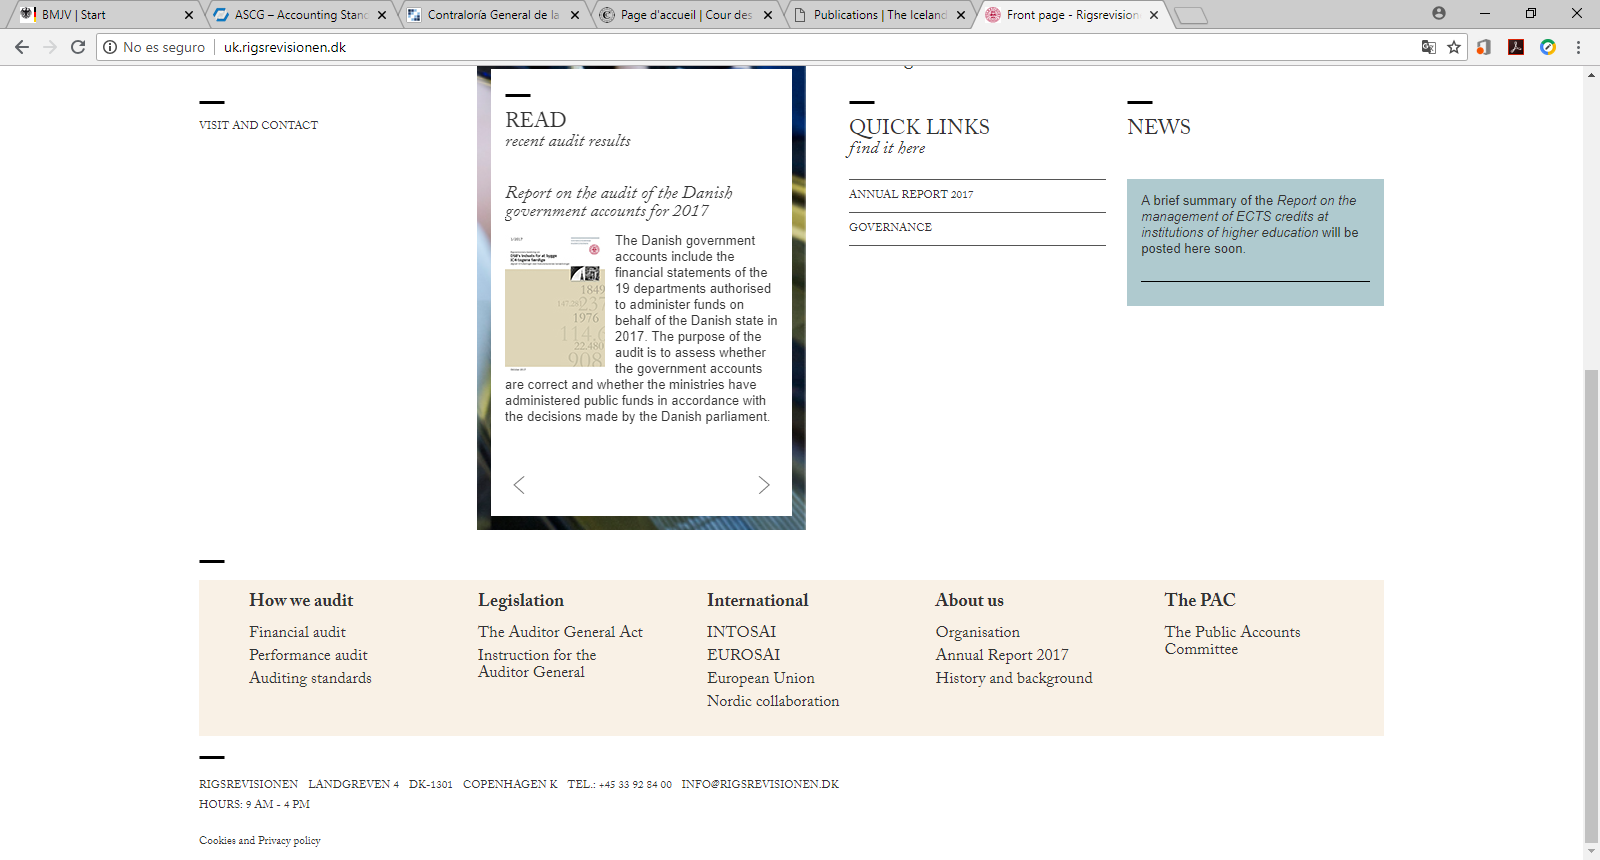 BMJV | Start
ASCG – Accounting Stand
Contraloría General de la
Page d'accueil | Cour des
Publications | The Iceland
Front page - Rigsrevision
No es seguro
uk.rigsrevisionen.dk
VISIT AND CONTACT
READ
recent audit results
Report on the audit of the Danish
government accounts for 2017
1849
147.281
237
1976
114.6
22.480
908
The Danish government
accounts include the
financial statements of the
19 departments authorised
to administer funds on
behalf of the Danish state in
2017. The purpose of the
audit is to assess whether
the government accounts
are correct and whether the ministries have
administered public funds in accordance with
the decisions made by the Danish parliament.
QUICK LINKS
find it here
ANNUAL REPORT 2017
GOVERNANCE
NEWS
A brief summary of the Report on the
management of ECTS credits at
institutions of higher education will be
posted here soon.
How we audit
Financial audit
Performance audit
Auditing standards
Legislation
The Auditor General Act
Instruction for the
Auditor General
International
INTOSAI
EUROSAI
European Union
Nordic collaboration
About us
Organisation
Annual Report 2017
History and background
The PAC
The Public Accounts
Committee
RIGSREVISIONEN LANDGREVEN 4 DK-1301 COPENHAGEN K TEL.: +45 33 92 84 00 INFO@RIGSREVISIONEN.DK
HOURS: 9 AM - 4 PM
Cookies and Privacy policy